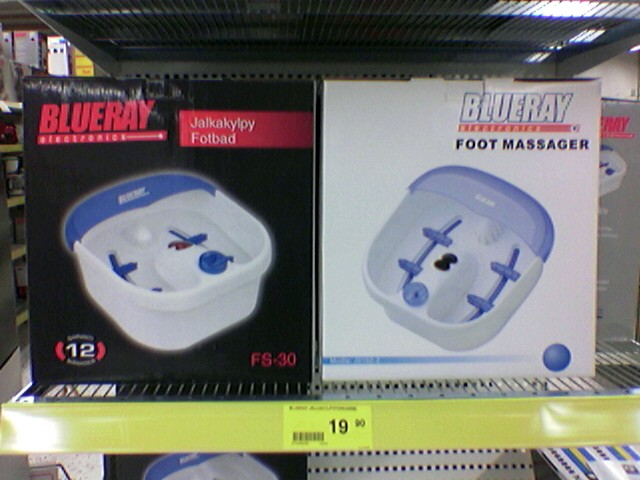 BLUERAY
electronics
Jalkakylpy
Fotbad
12
FS-30
BLUERAY
electronics
FOOT MASSAGER
19 90